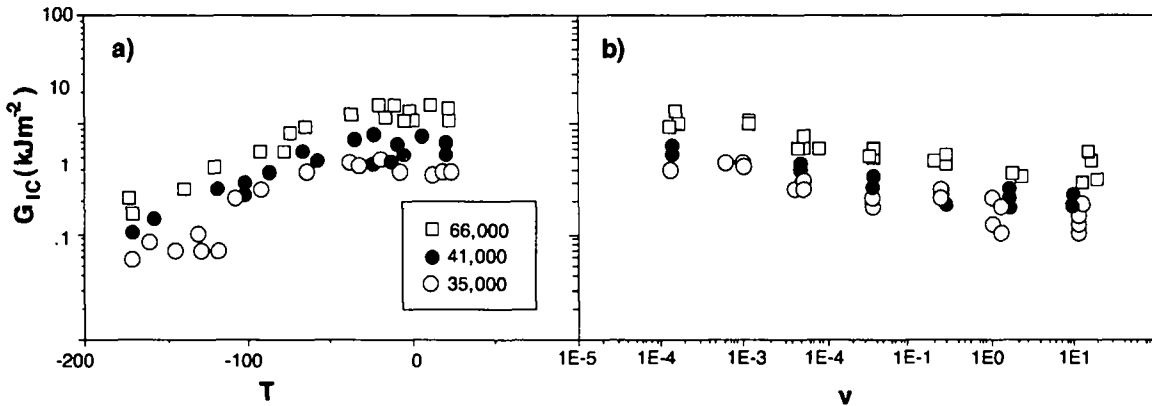 100
a)
b)
10
1
.1
G_IC (kJm⁻²)
□ 66,000
● 41,000
○ 35,000
-200 -100 0 1E-5 1E-4 1E-3 1E-4 1E-1 1E0 1E1
T v